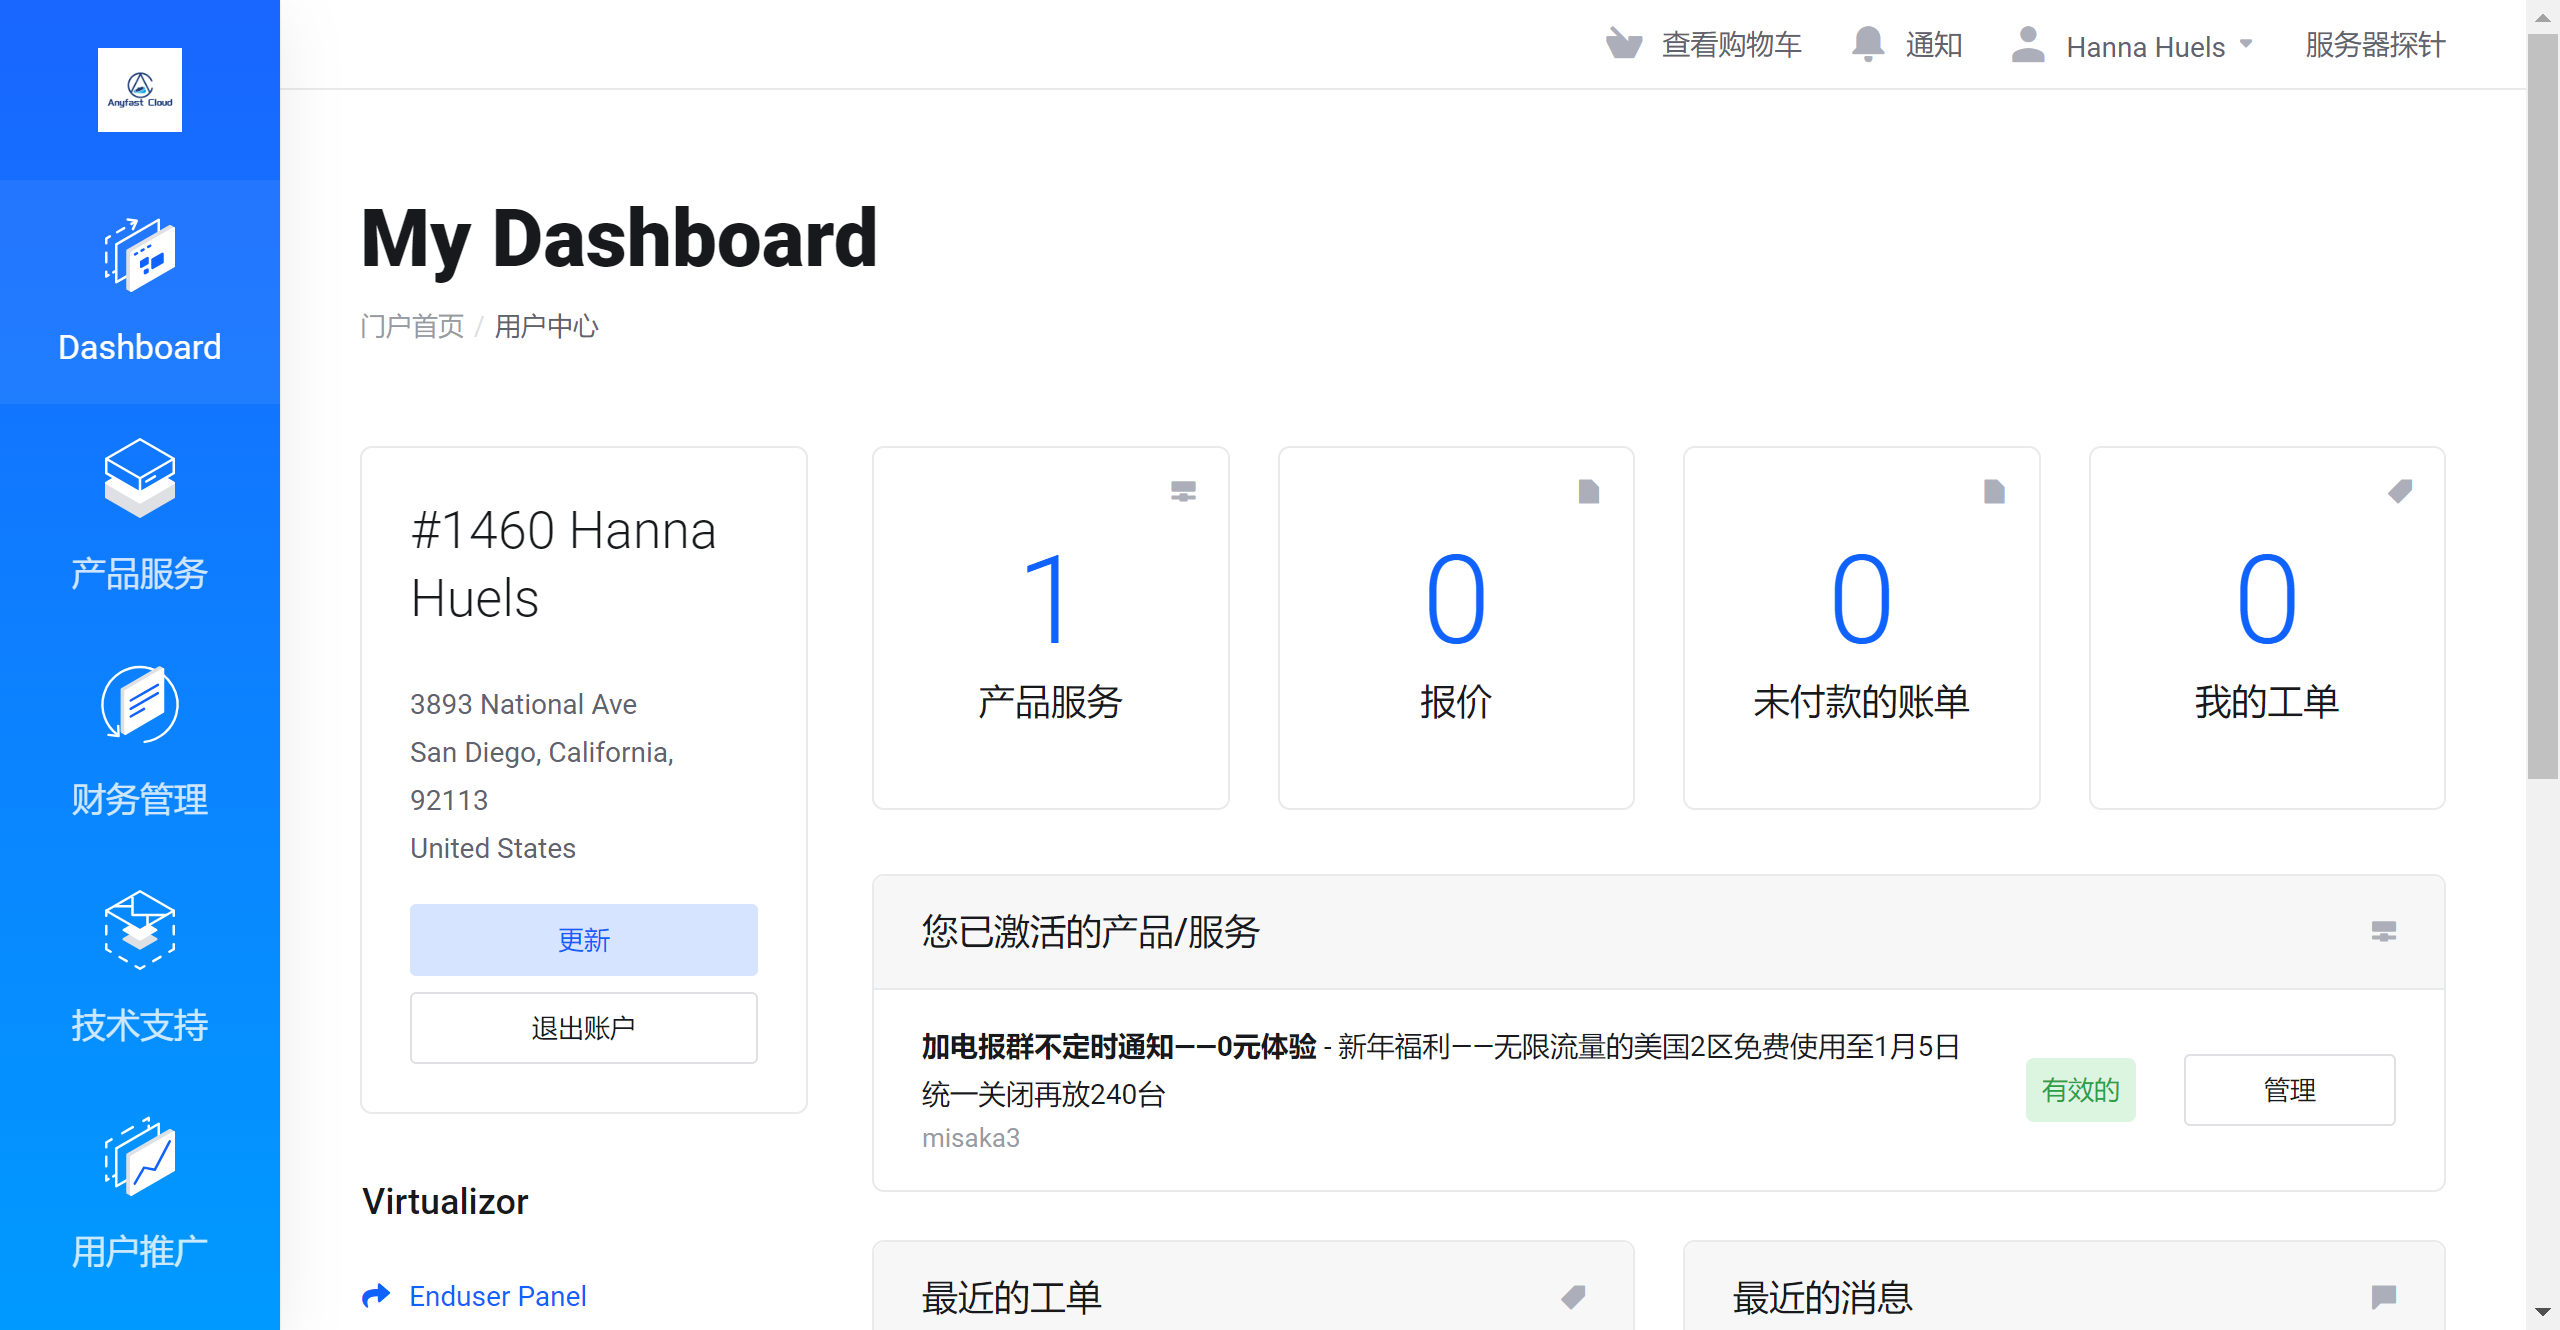 Anyfast Cloud
Dashboard
产品服务
财务管理
技术支持
用户推广
查看购物车
通知
Hanna Huels
服务器探针
My Dashboard
门户首页 / 用户中心
#1460 Hanna
Huels
3893 National Ave
San Diego, California,
92113
United States
更新
退出账户
Virtualizor
Enduser Panel
1
产品服务
0
报价
0
未付款的账单
0
我的工单
您已激活的产品/服务
加电报群不定时通知——0元体验 - 新年福利——无限流量的美国2区免费使用至1月5日
统一关闭再放240台
misaka3
有效的
管理
最近的工单
最近的消息